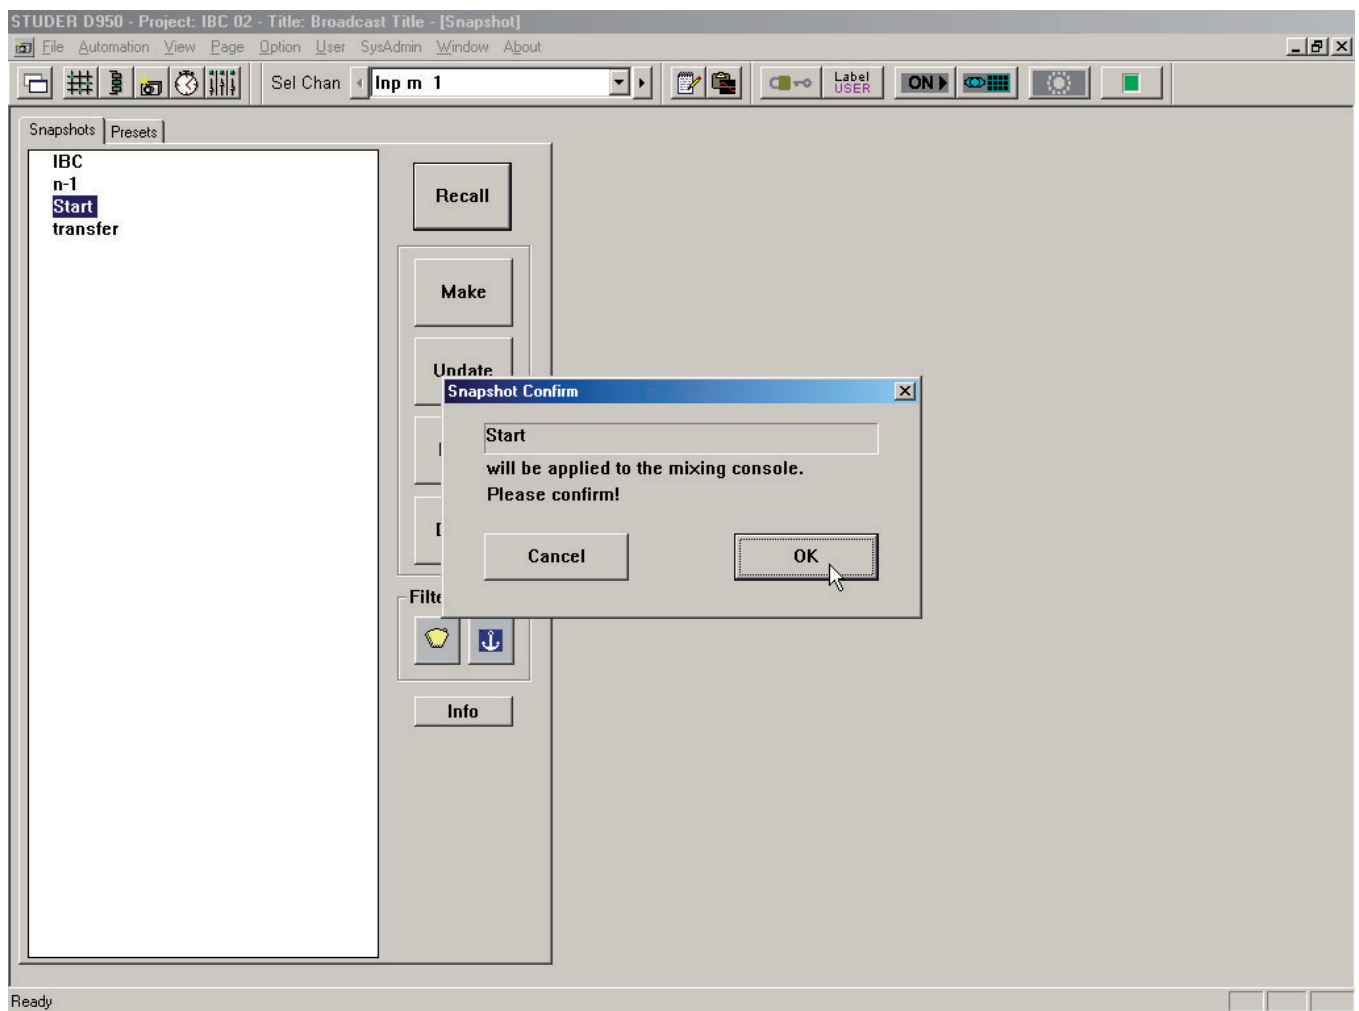 STUDER D950 - Project: IBC 02 - Title: Broadcast Title - [Snapshot]
File Automation View Page Option User SysAdmin Window About
Sel Chan Inp m 1 Label USER ON
Snapshots Presets
IBC
n-1
Start
transfer
Recall
Make
Update
Snapshot Confirm
Start
will be applied to the mixing console.
Please confirm!
Cancel OK
Info
Ready